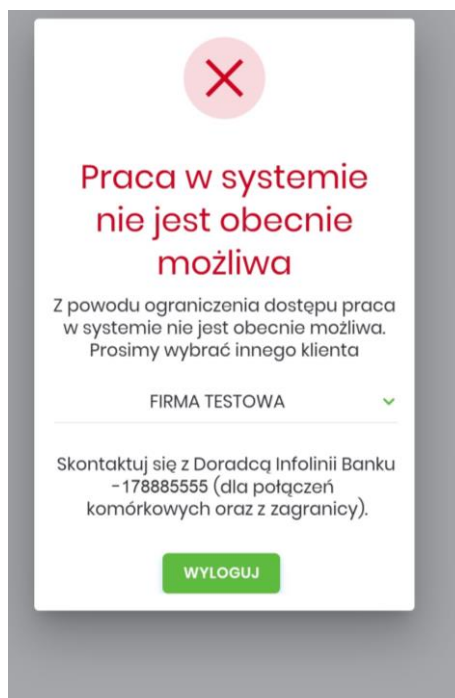 Praca w systemie
nie jest obecnie
możliwa
Z powodu ograniczenia dostępu praca
w systemie nie jest obecnie możliwa.
Prosimy wybrać innego klienta
FIRMA TESTOWA
Skontaktuj się z Doradcą Infolinii Banku
-178885555 (dla połączeń
komórkowych oraz z zagranicy).
WYLOGUJ